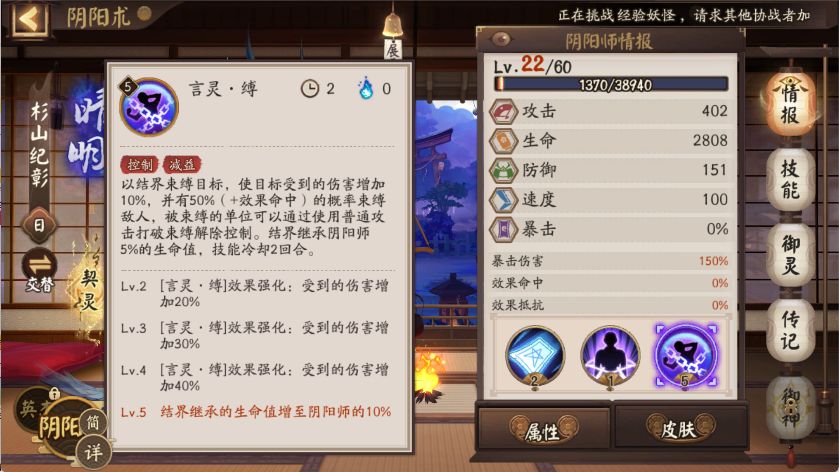 阴阳术
正在挑战经验妖怪，请求其他协战者加
展
杉山纪彰
晴明
日
交替
契灵
阴阳
简
详
5
言灵·缚
2
0
控制 减益
以结界束缚目标，使目标受到的伤害增加
10%，并有50%（+效果命中）的概率束缚
敌人，被束缚的单位可以通过使用普通攻
击打破束缚解除控制。结界继承阴阳师
5%的生命值，技能冷却2回合。
Lv.2 [言灵·缚]效果强化：受到的伤害增
加20%
Lv.3 [言灵·缚]效果强化：受到的伤害增
加30%
Lv.4 [言灵·缚]效果强化：受到的伤害增
加40%
Lv.5 结界继承的生命值增至阴阳师的10%
阴阳师情报
Lv.22/60
1370/38940
攻击 402
生命 2808
防御 151
速度 100
暴击 0%
暴击伤害 150%
效果命中 0%
效果抵抗 0%
2
1
5
属性
皮肤
情报
技能
御灵
传记